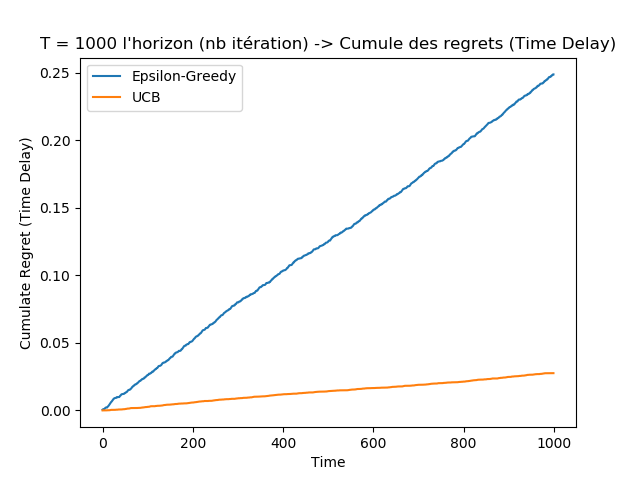 T = 1000 l'horizon (nb itération) -> Cumule des regrets (Time Delay)
Epsilon-Greedy
UCB
Cumulate Regret (Time Delay)
0.25
0.20
0.15
0.10
0.05
0.00
0 200 400 600 800 1000
Time